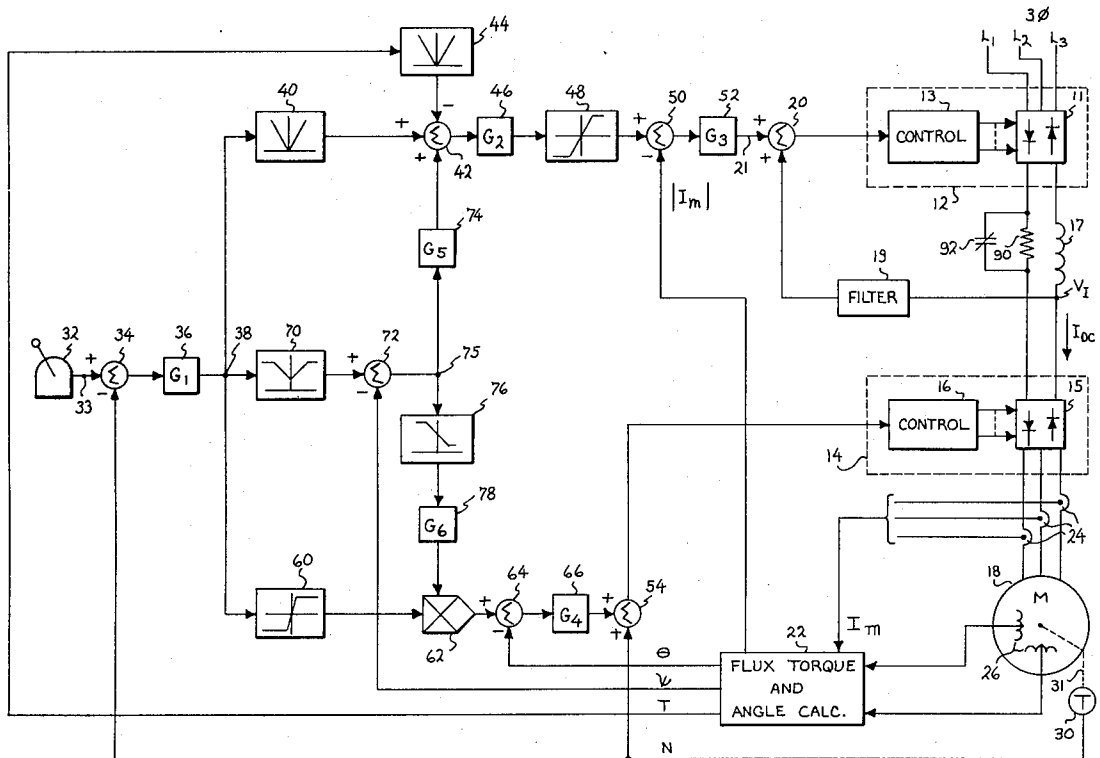 3Ø
L1 L2 L3
44
40
46
48
50
52
20
13
11
+
−
+
+
−
+
+
Σ
G2
Σ
G3
Σ
CONTROL
42
21
12
|Im|
74
G5
92
90
17
19
FILTER
VI
IDC
32
34
36
38
70
72
75
+
−
Σ
G1
+
−
Σ
33
76
16
15
CONTROL
14
78
G6
24
60
64
66
54
18
+
−
Σ
G4
+
+
Σ
M
62
Im
22
26
θ
FLUX TORQUE
ψ
AND
T
ANGLE CALC.
31
T
30
N